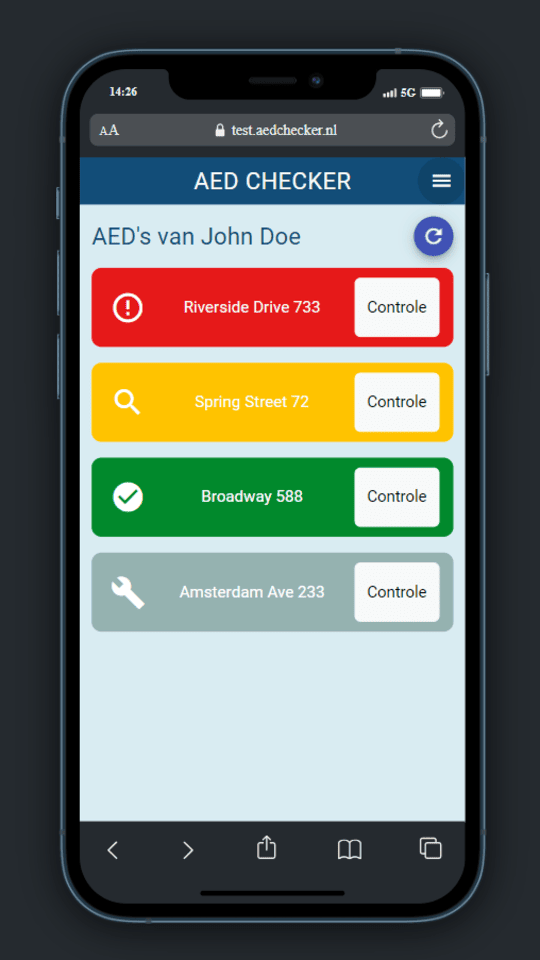 14:26
5G
AA
test.aedchecker.nl
AED CHECKER
AED's van John Doe
Riverside Drive 733
Controle
Spring Street 72
Controle
Broadway 588
Controle
Amsterdam Ave 233
Controle